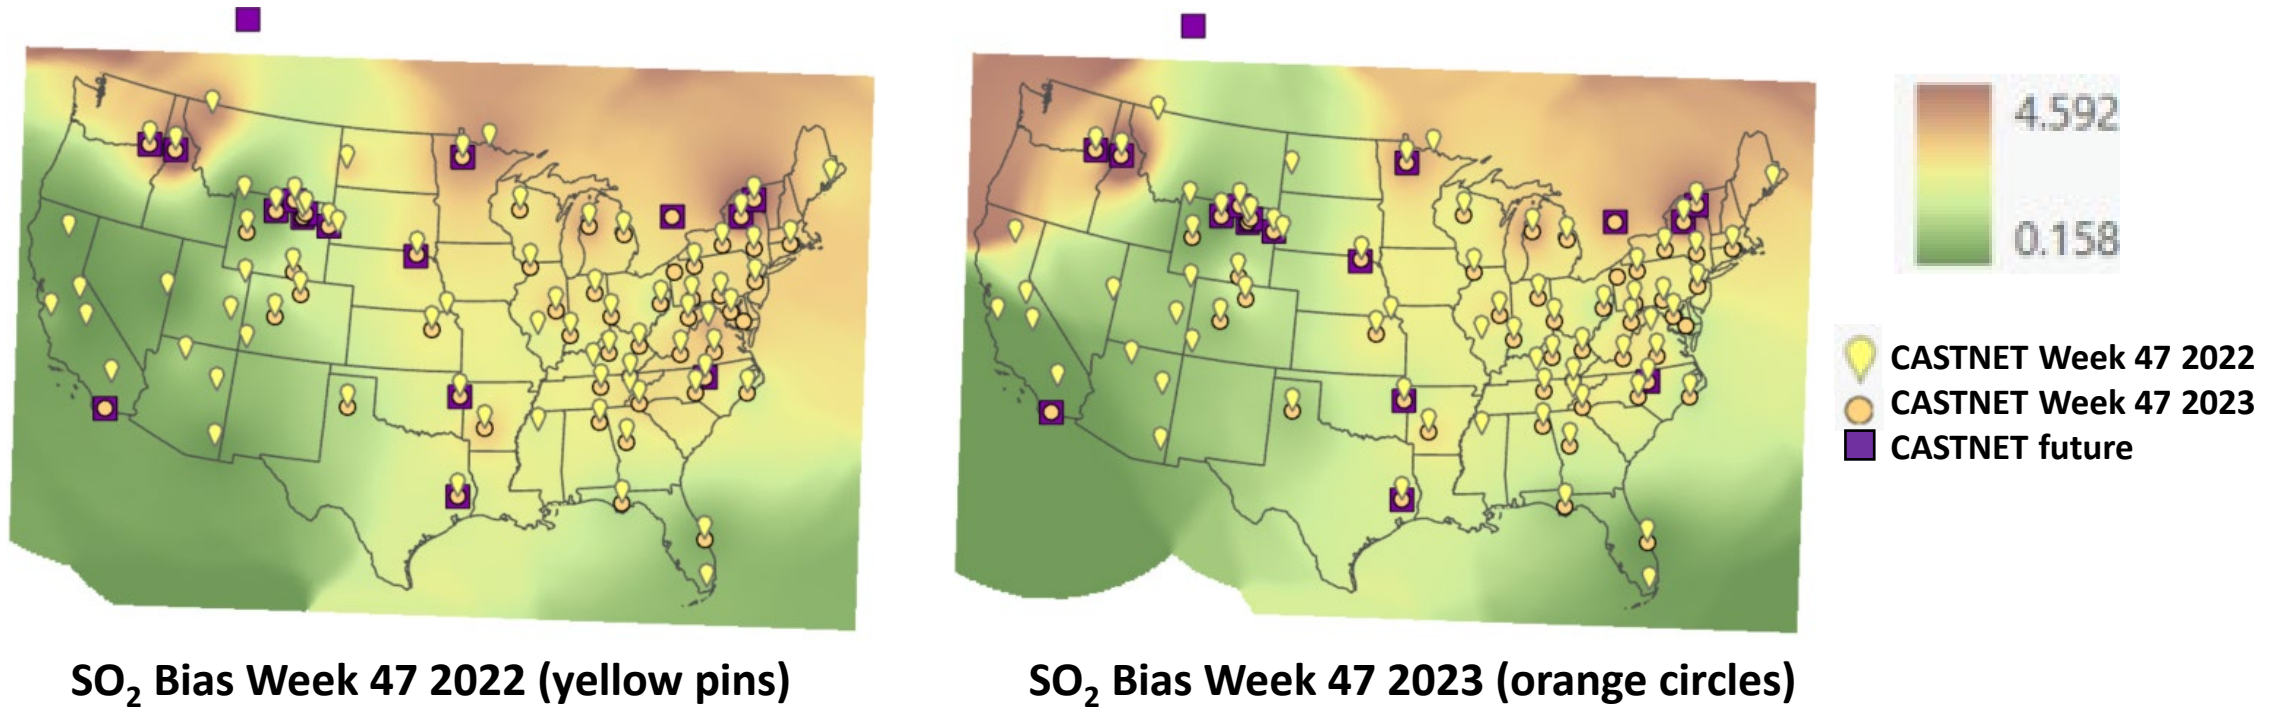 4.592
0.158
CASTNET Week 47 2022
CASTNET Week 47 2023
CASTNET future
SO2 Bias Week 47 2022 (yellow pins)
SO2 Bias Week 47 2023 (orange circles)